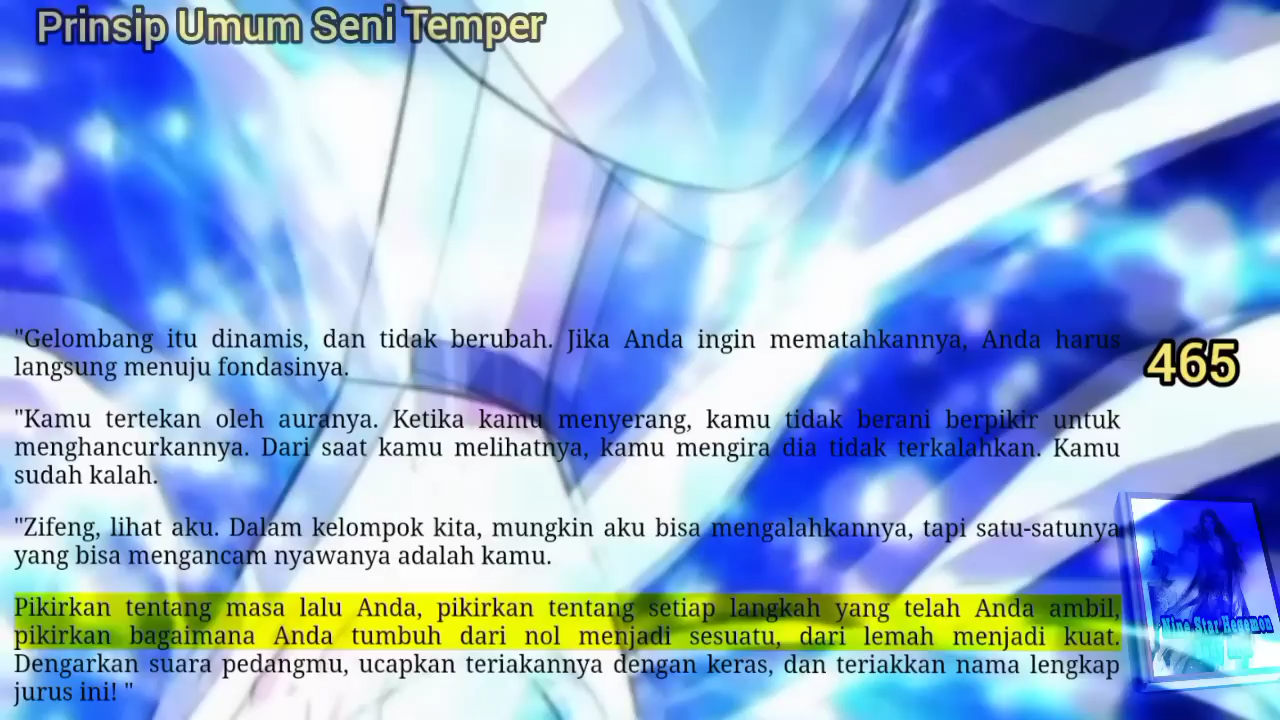 Prinsip Umum Seni Temper
"Gelombang itu dinamis, dan tidak berubah. Jika Anda ingin mematahkannya, Anda harus
langsung menuju fondasinya.
465
"Kamu tertekan oleh auranya. Ketika kamu menyerang, kamu tidak berani berpikir untuk
menghancurkannya. Dari saat kamu melihatnya, kamu mengira dia tidak terkalahkan. Kamu
sudah kalah.
"Zifeng, lihat aku. Dalam kelompok kita, mungkin aku bisa mengalahkannya, tapi satu-satunya
yang bisa mengancam nyawanya adalah kamu.
Pikirkan tentang masa lalu Anda, pikirkan tentang setiap langkah yang telah Anda ambil,
pikirkan bagaimana Anda tumbuh dari nol menjadi sesuatu, dari lemah menjadi kuat.
Dengarkan suara pedangmu, ucapkan teriakannya dengan keras, dan teriakkan nama lengkap
jurus ini! "
Nine Star Hegemon